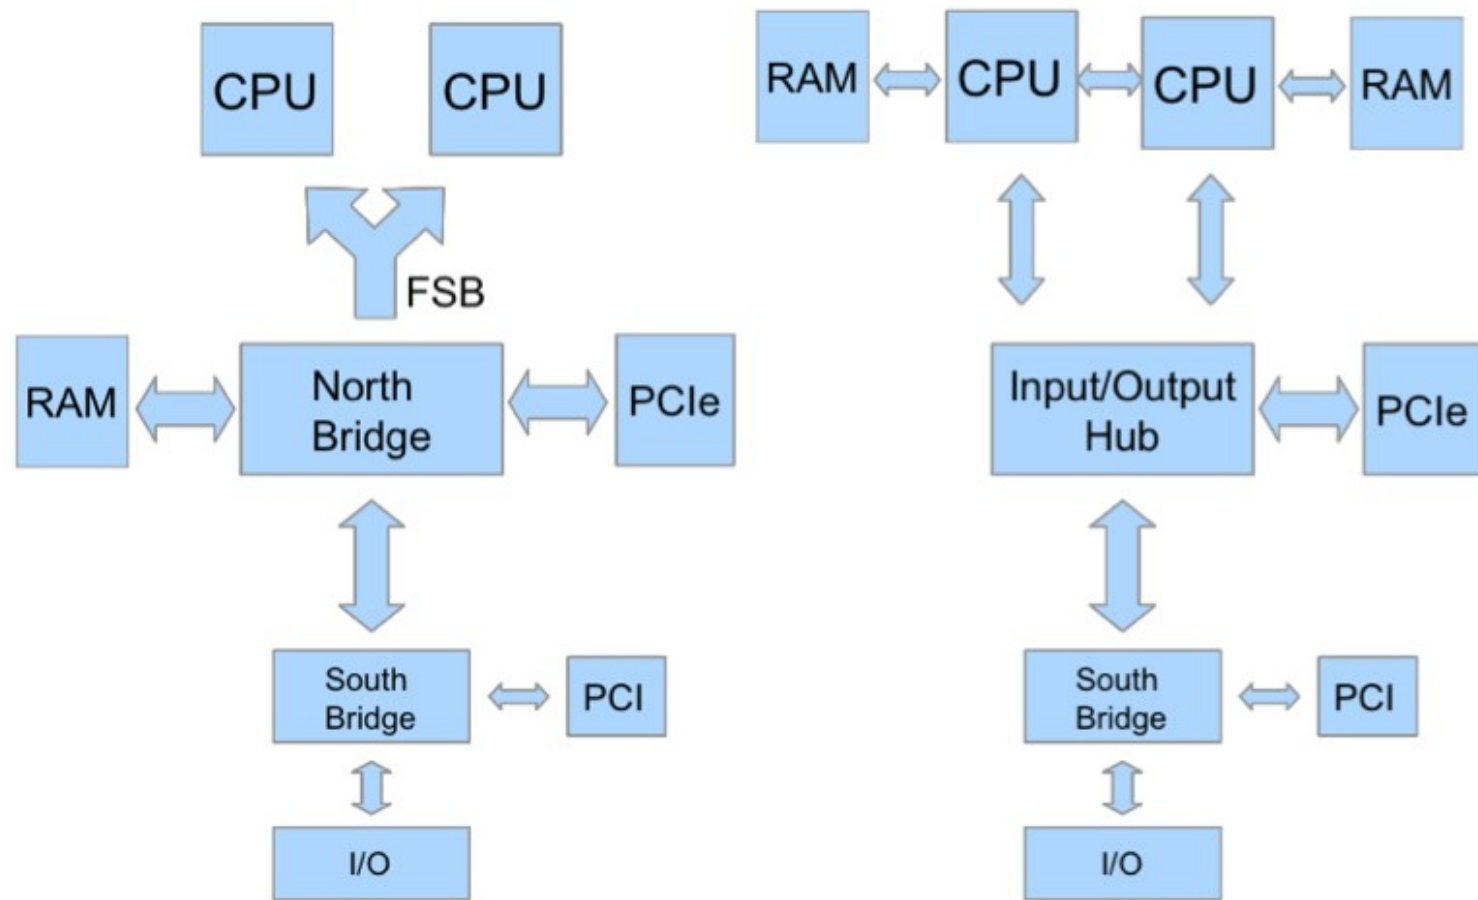 CPU
CPU
FSB
RAM
North
Bridge
PCIe
South
Bridge
PCI
I/O
RAM
CPU
CPU
RAM
Input/Output
Hub
PCIe
South
Bridge
PCI
I/O